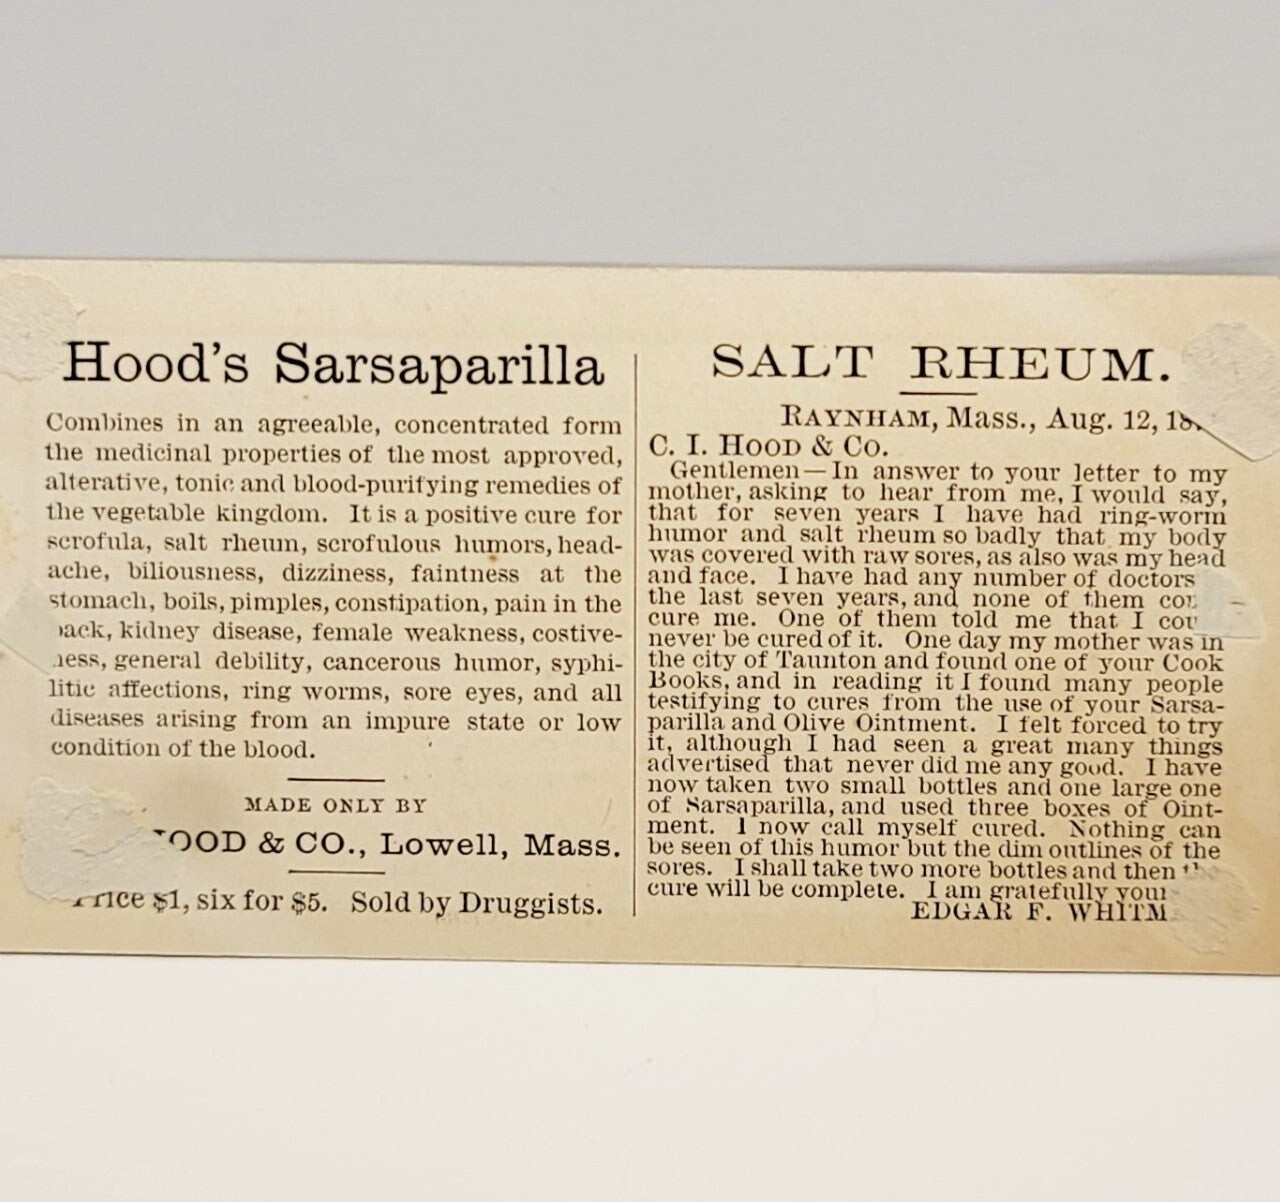 Hood's Sarsaparilla
Combines in an agreeable, concentrated form
the medicinal properties of the most approved,
alterative, tonic and blood-purifying remedies of
the vegetable kingdom. It is a positive cure for
scrofula, salt rheum, scrofulous humors, head-
ache, biliousness, dizziness, faintness at the
stomach, boils, pimples, constipation, pain in the
kidney disease, female weakness, costive-
general debility, cancerous humor, syphi-
litic affections, ring worms, sore eyes, and all
diseases arising from an impure state or low
condition of the blood.
MADE ONLY BY
& CO., Lowell, Mass.
$1, six for $5. Sold by Druggists.
SALT RHEUM.
RAYNHAM, Mass., Aug. 12,
C. I. HOOD & CO.
Gentlemen—In answer to your letter to my
mother, asking to hear from me, I would say,
that for seven years I have had ring-worm
humor and salt rheum so badly that my body
was covered with raw sores, as also was my head
and face. I have had any number of doctors
the last seven years, and none of them
cure me. One of them told me that I
never be cured of it. One day my mother was in
the city of Taunton and found one of your Cook
Books, and in reading it I found many people
testifying to cures from the use of your Sarsa-
parilla and Olive Ointment. I felt forced to try
it, although I had seen a great many things
advertised that never did me any good. I have
now taken two small bottles and one large one
of Sarsaparilla, and used three boxes of Oint-
ment. I now call myself cured. Nothing can
be seen of this humor but the dim outlines of the
sores. I shall take two more bottles and then
cure will be complete. I am gratefully
EDGAR F.